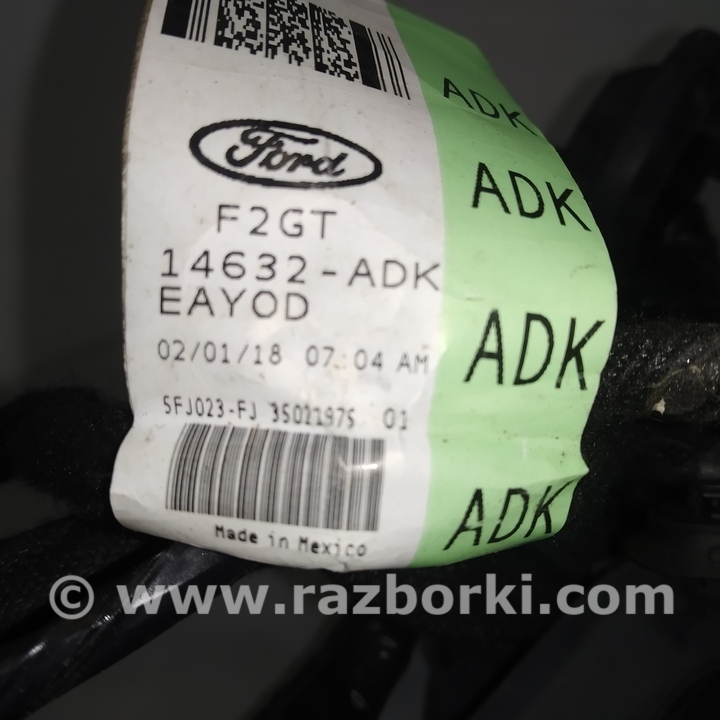 Ford
F2GT
14632-ADK
EAYOD
02/01/18 07:04 AM
5FJ023-FJ 35021975 01
Made in Mexico
ADK
ADK
ADK
ADK
© www.razborki.com